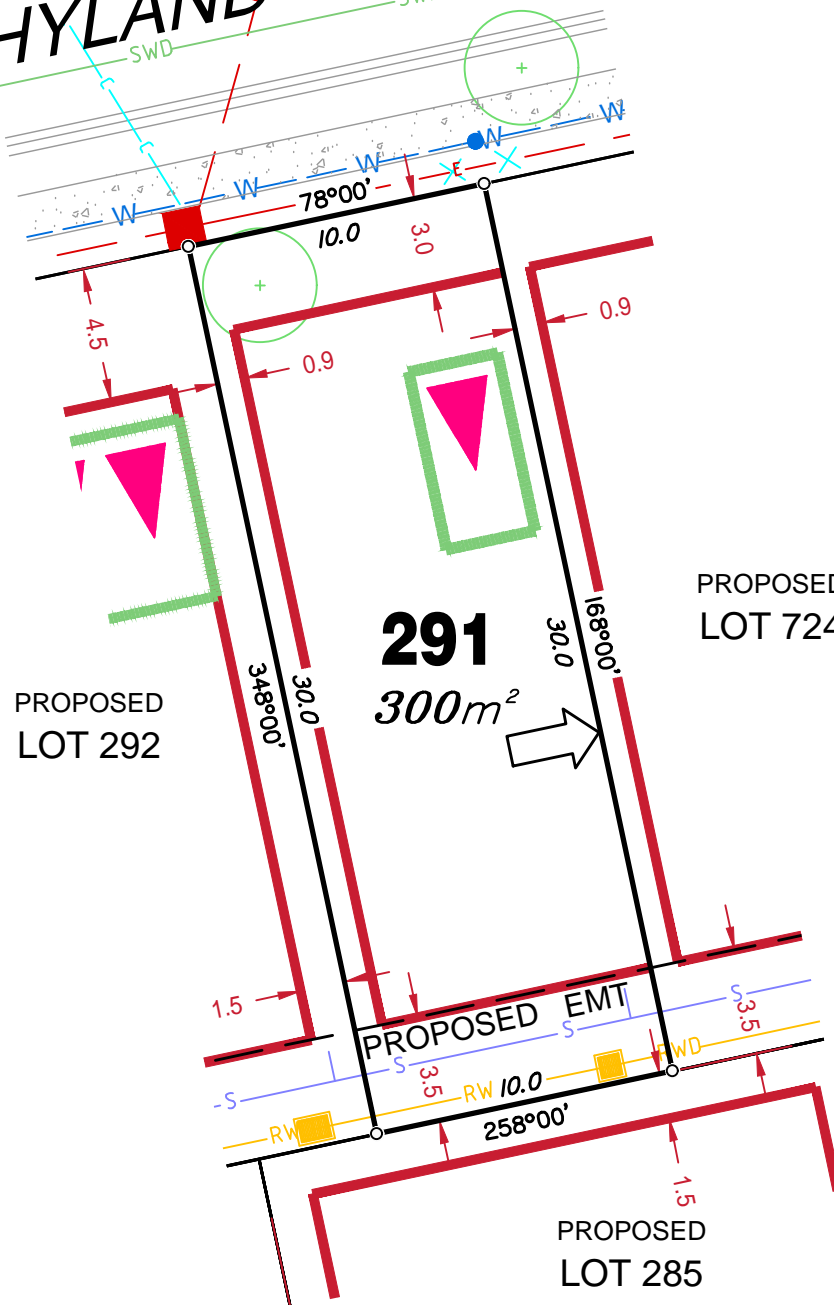 HYLAND
SWD
C
C
W W W W W
E
78°00'
10.0
3.0
4.5
0.9
0.9
PROPOSED
LOT 724
291
300m²
168°00'
30.0
348°00'
30.0
PROPOSED
LOT 292
1.5
PROPOSED EMT
S S S S
3.5
3.5
RW RW RWD
10.0
258°00'
1.5
PROPOSED
LOT 285